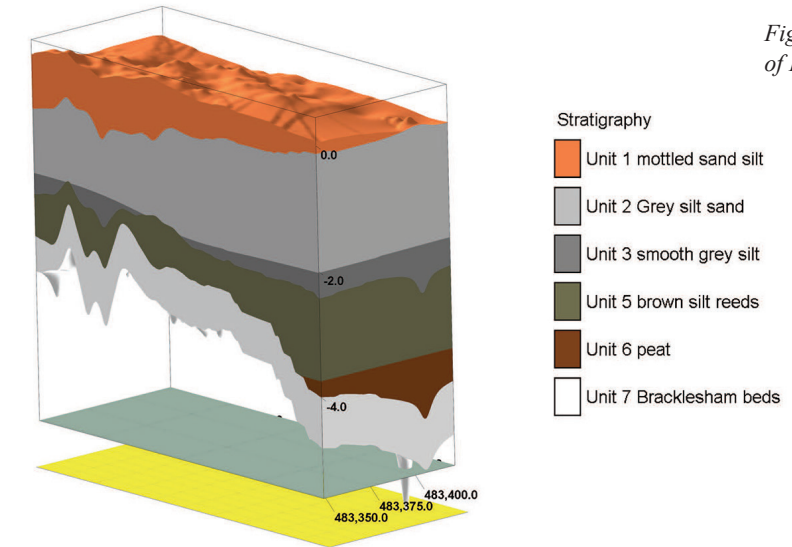 Fig
of
Stratigraphy
Unit 1 mottled sand silt
Unit 2 Grey silt sand
Unit 3 smooth grey silt
Unit 5 brown silt reeds
Unit 6 peat
Unit 7 Bracklesham beds
0.0
-2.0
-4.0
483,400.0
483,375.0
483,350.0